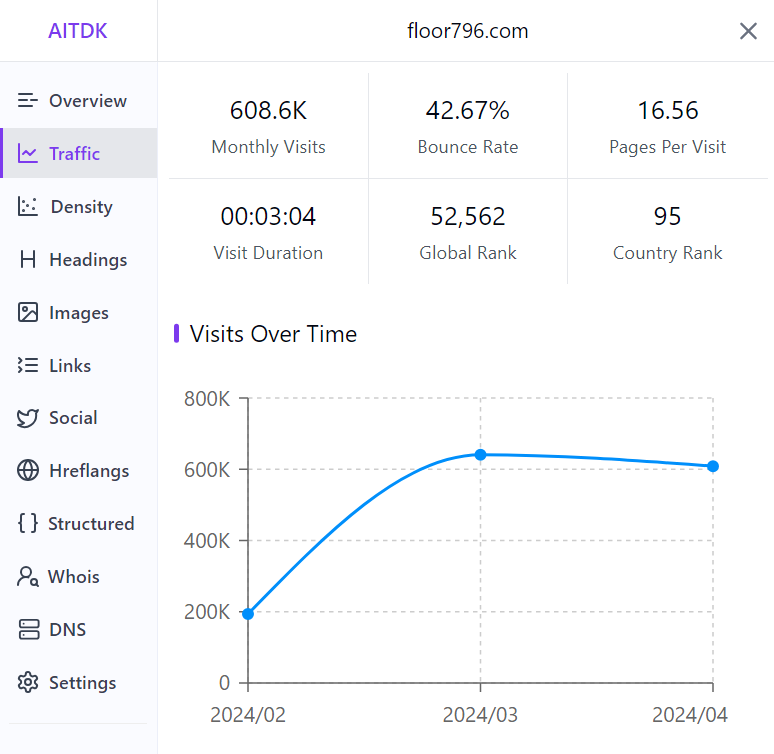 AITDK
floor796.com
Overview
Traffic
Density
Headings
Images
Links
Social
Hreflangs
Structured
Whois
DNS
Settings
608.6K
Monthly Visits
42.67%
Bounce Rate
16.56
Pages Per Visit
00:03:04
Visit Duration
52,562
Global Rank
95
Country Rank
Visits Over Time
800K
600K
400K
200K
0
2024/02
2024/03
2024/04